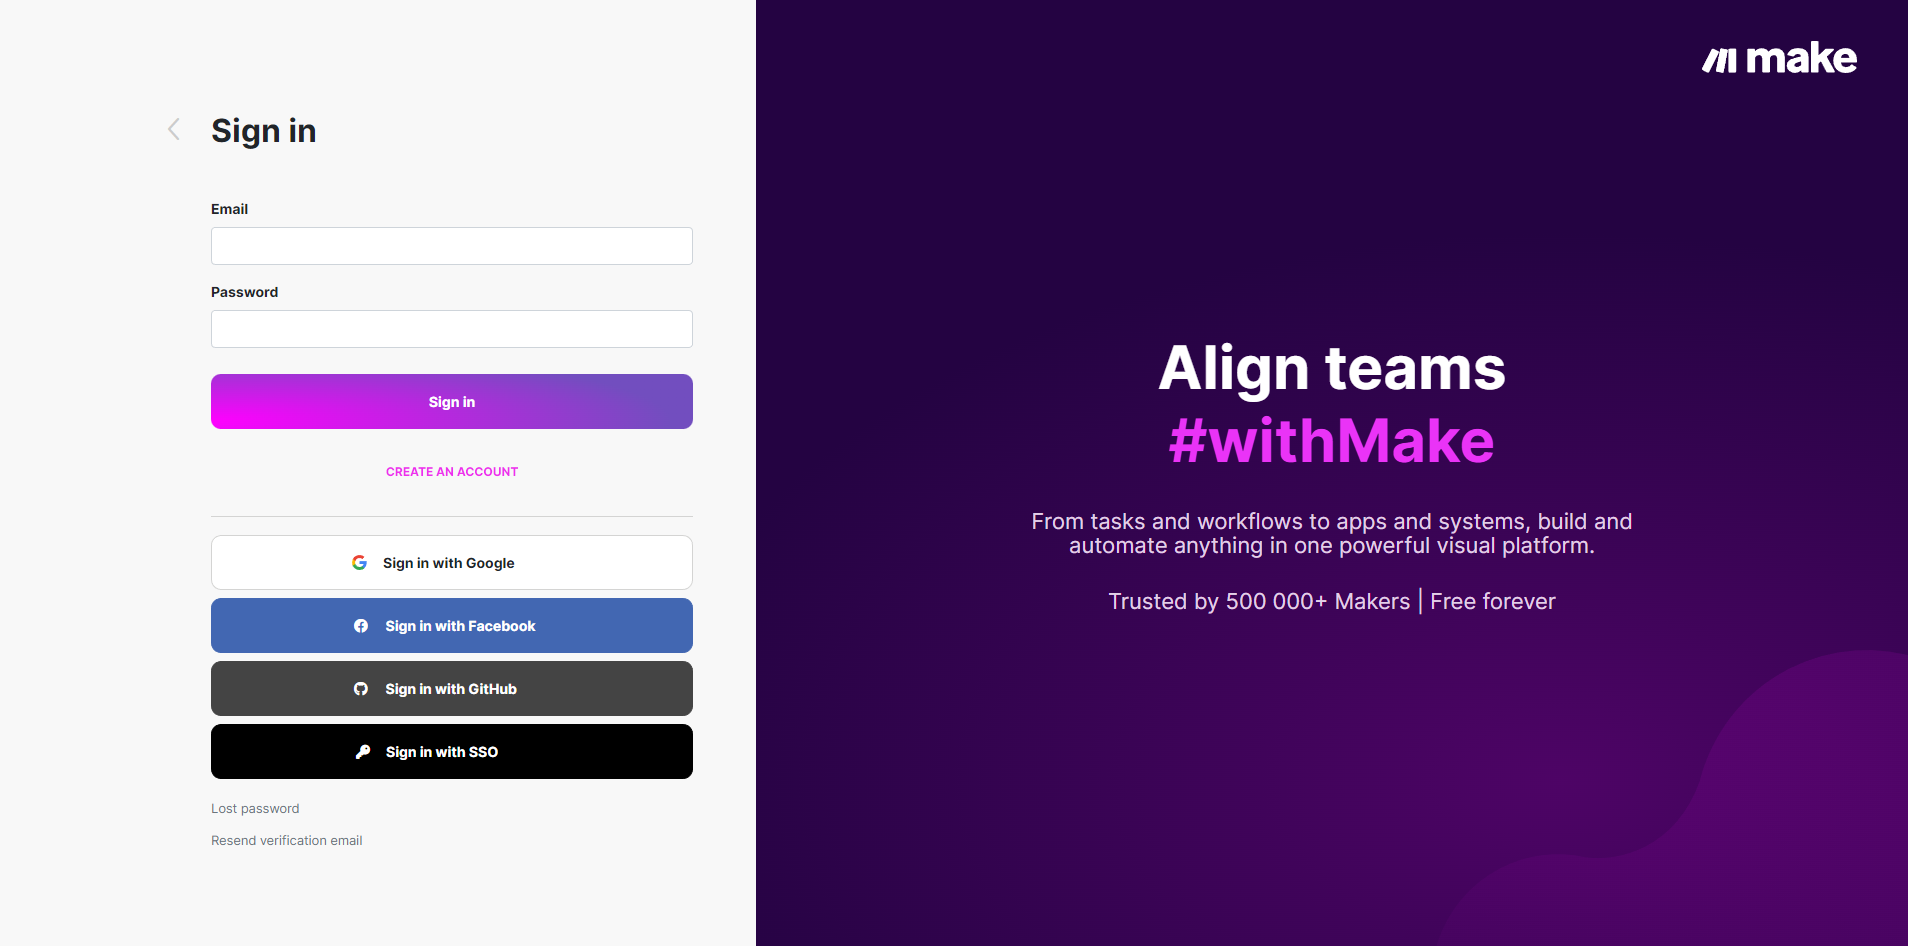 Sign in
Email
Password
Sign in
CREATE AN ACCOUNT
Sign in with Google
Sign in with Facebook
Sign in with GitHub
Sign in with SSO
Lost password
Resend verification email
make
Align teams
#withMake
From tasks and workflows to apps and systems, build and
automate anything in one powerful visual platform.
Trusted by 500 000+ Makers | Free forever